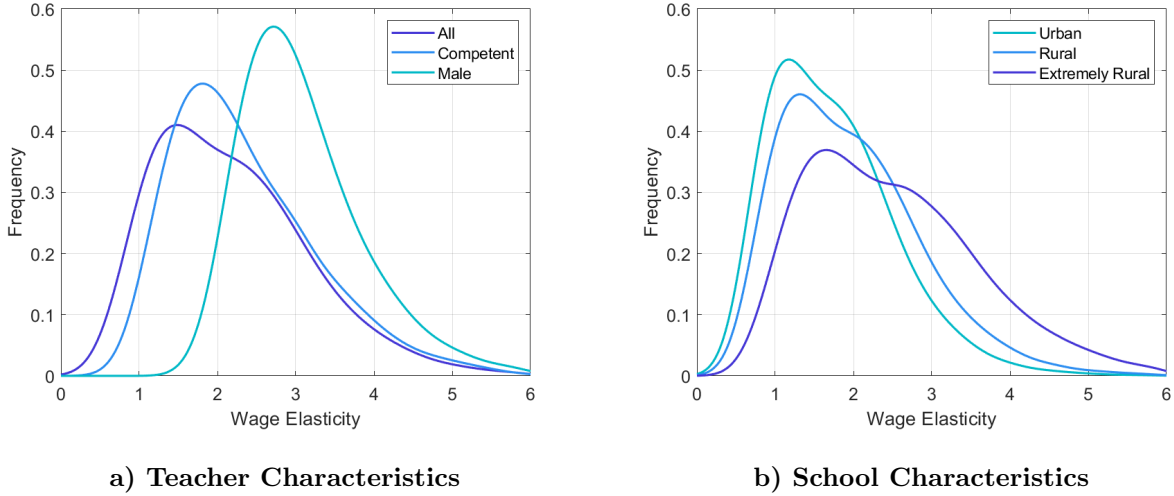 0.6
0.5
0.4
0.3
0.2
0.1
0
Frequency
0 1 2 3 4 5 6
Wage Elasticity
All
Competent
Male
a) Teacher Characteristics
0.6
0.5
0.4
0.3
0.2
0.1
0
Frequency
0 1 2 3 4 5 6
Wage Elasticity
Urban
Rural
Extremely Rural
b) School Characteristics